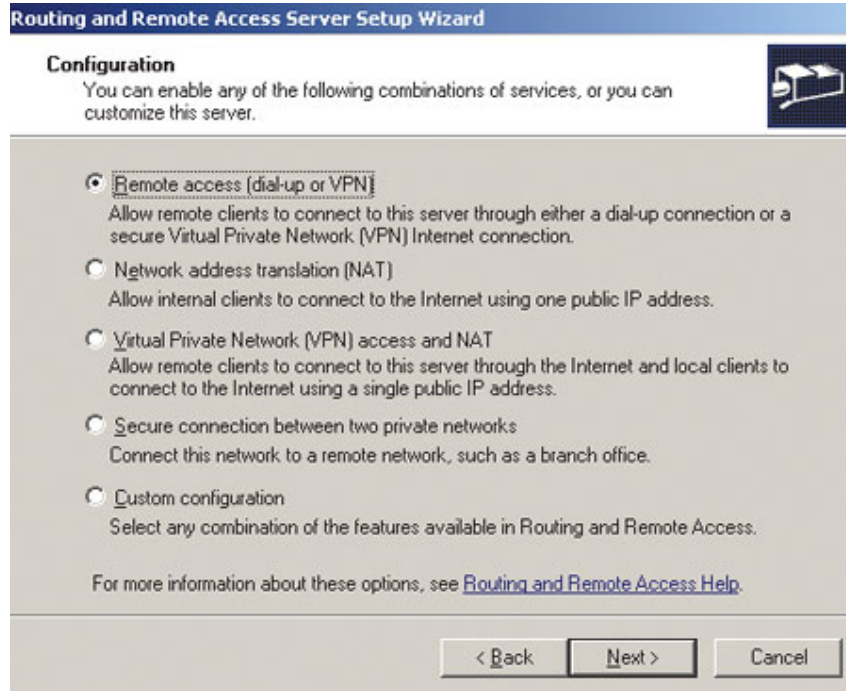 Routing and Remote Access Server Setup Wizard
Configuration
You can enable any of the following combinations of services, or you can
customize this server.
Remote access (dial-up or VPN)
Allow remote clients to connect to this server through either a dial-up connection or a
secure Virtual Private Network (VPN) Internet connection.
Network address translation (NAT)
Allow internal clients to connect to the Internet using one public IP address.
Virtual Private Network (VPN) access and NAT
Allow remote clients to connect to this server through the Internet and local clients to
connect to the Internet using a single public IP address.
Secure connection between two private networks
Connect this network to a remote network, such as a branch office.
Custom configuration
Select any combination of the features available in Routing and Remote Access.
For more information about these options, see Routing and Remote Access Help.
< Back Next > Cancel